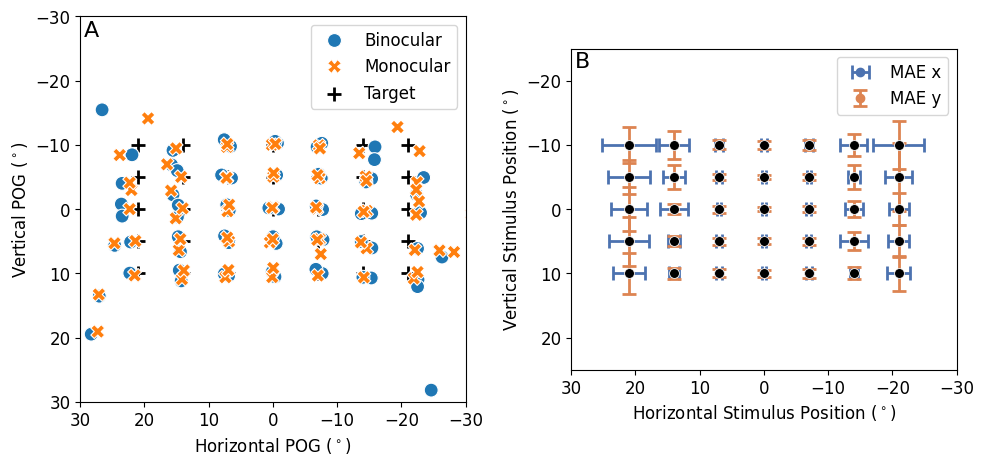 A
Binocular
Monocular
Target
−30
−20
−10
0
10
20
30
Vertical POG (°)
30 20 10 0 −10 −20 −30
Horizontal POG (°)
B
MAE x
MAE y
−20
−10
0
10
20
Vertical Stimulus Position (°)
30 20 10 0 −10 −20 −30
Horizontal Stimulus Position (°)